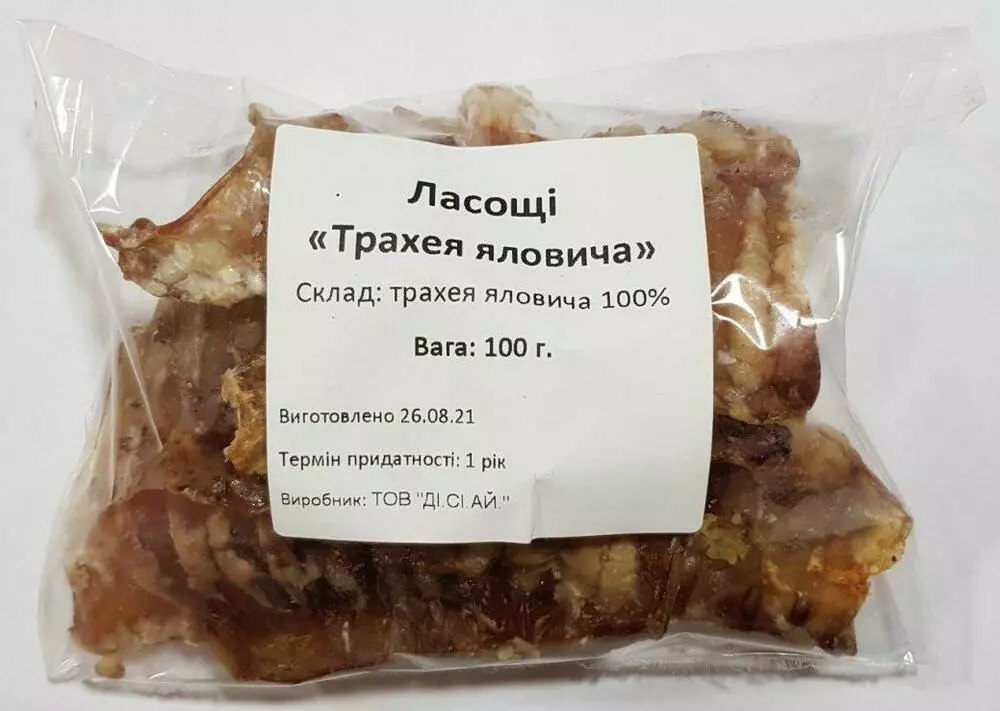 Ласощі
«Трахея яловича»
Склад: трахея яловича 100%
Вага: 100 г.
Виготовлено 26.08.21
Термін придатності: 1 рік
Виробник: ТОВ "ДІ.СІ.АЙ."